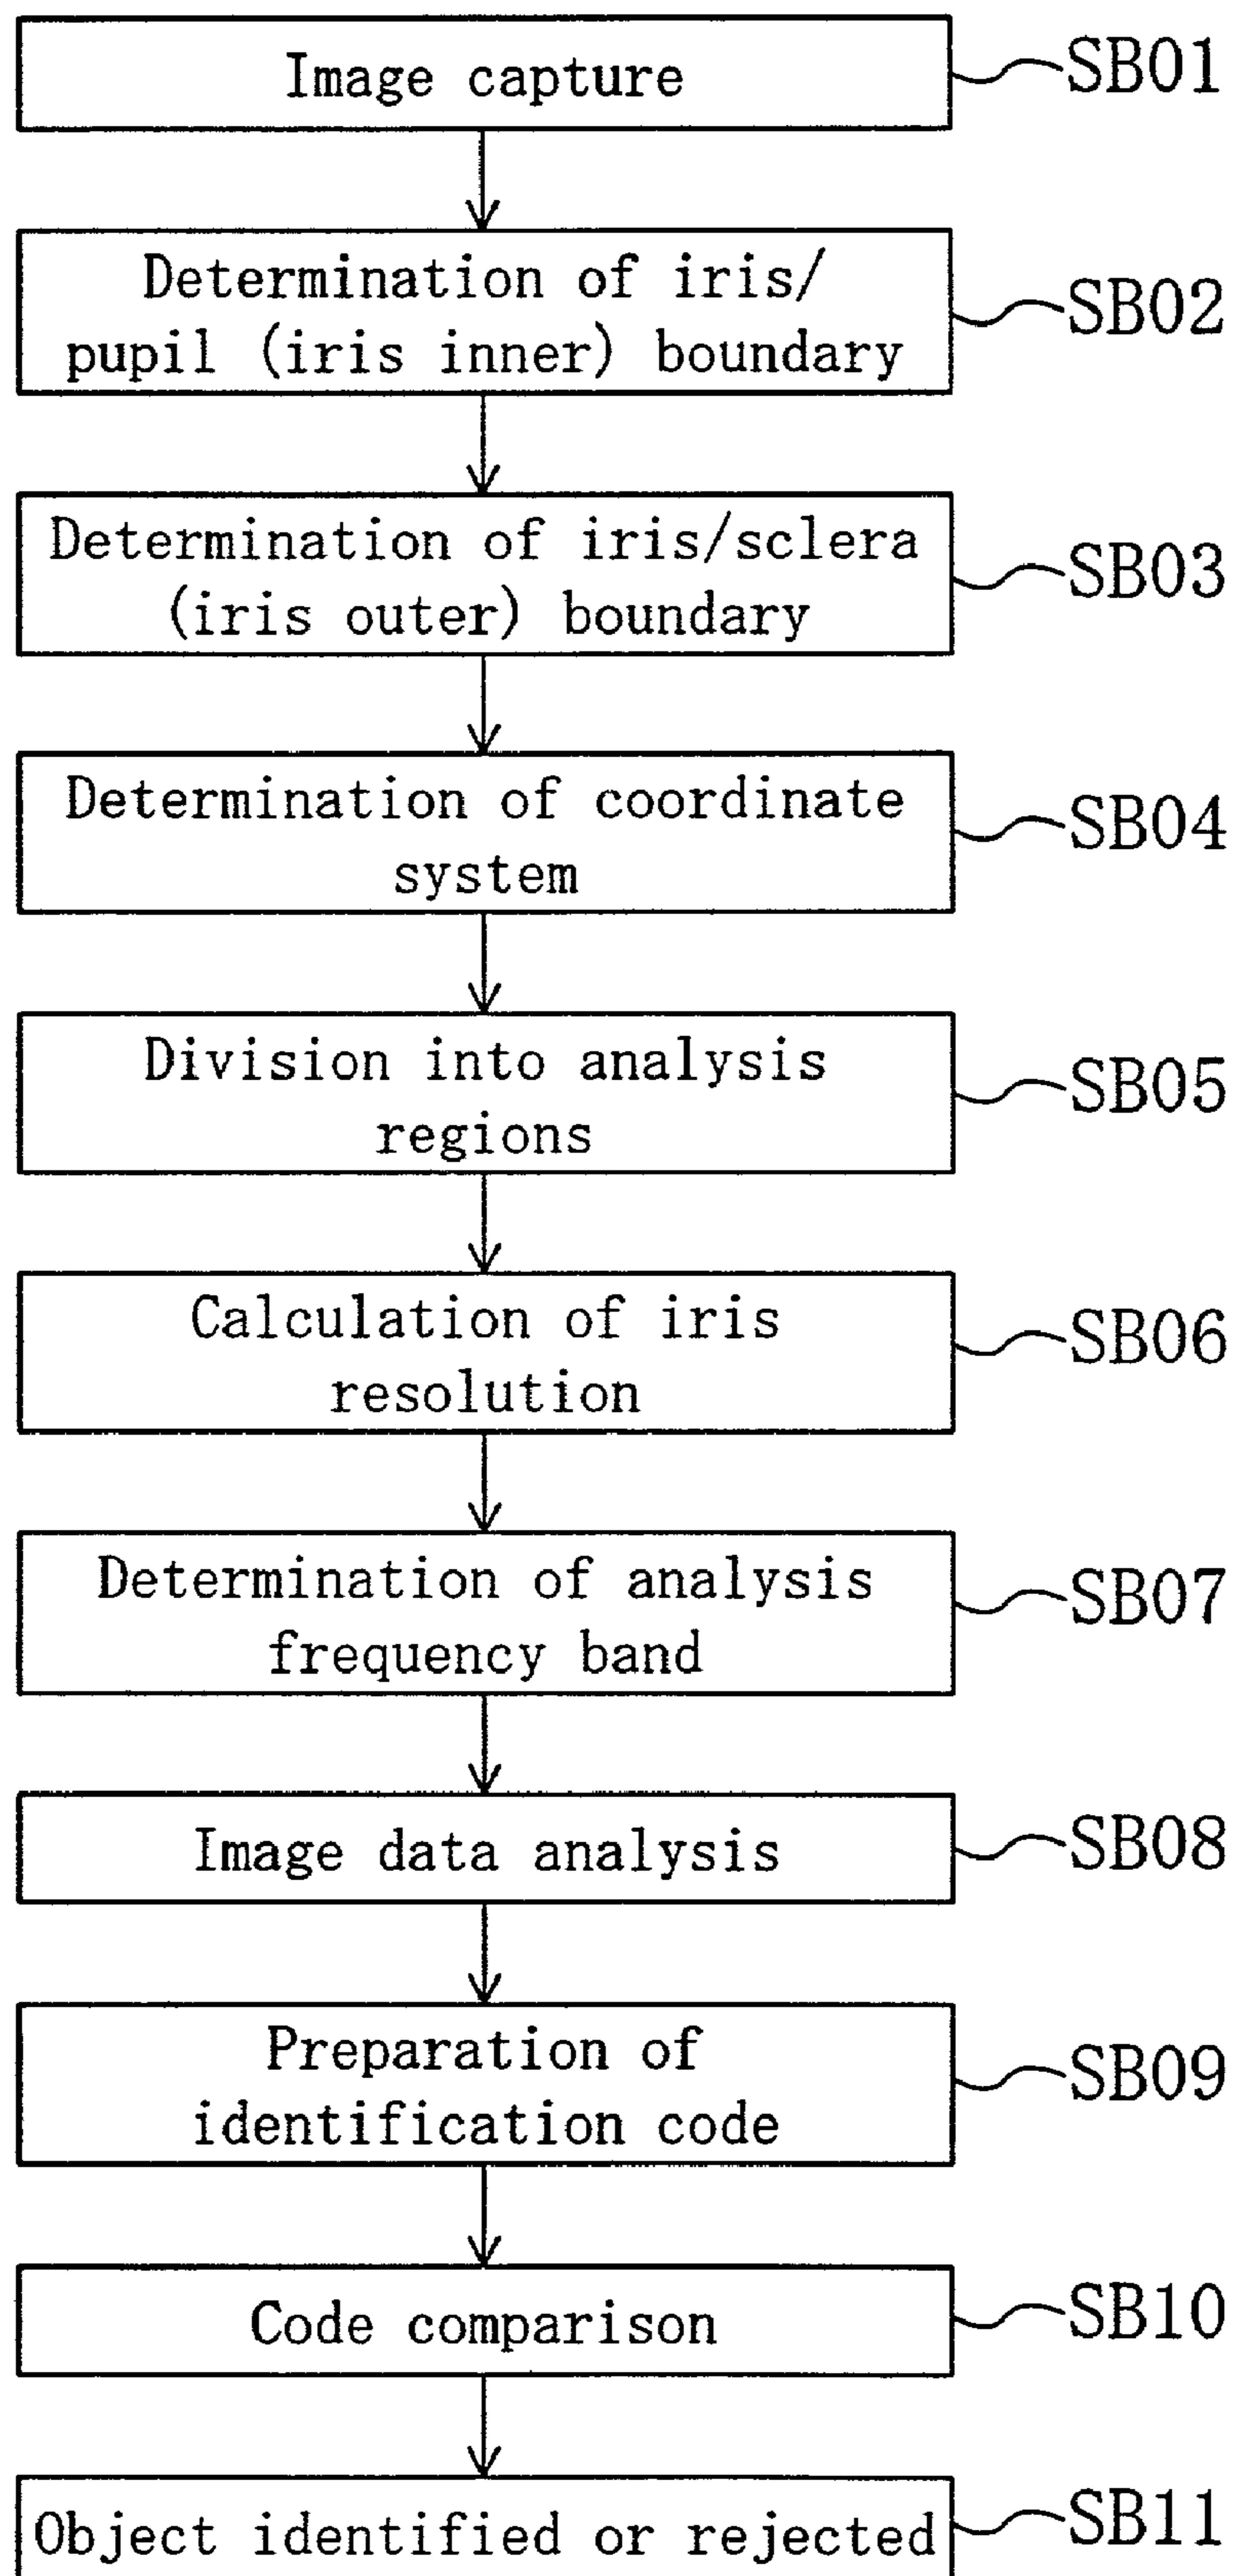 Image capture
SB01
Determination of iris/
pupil (iris inner) boundary
SB02
Determination of iris/sclera
(iris outer) boundary
SB03
Determination of coordinate
system
SB04
Division into analysis
regions
SB05
Calculation of iris
resolution
SB06
Determination of analysis
frequency band
SB07
Image data analysis
SB08
Preparation of
identification code
SB09
Code comparison
SB10
Object identified or rejected
SB11